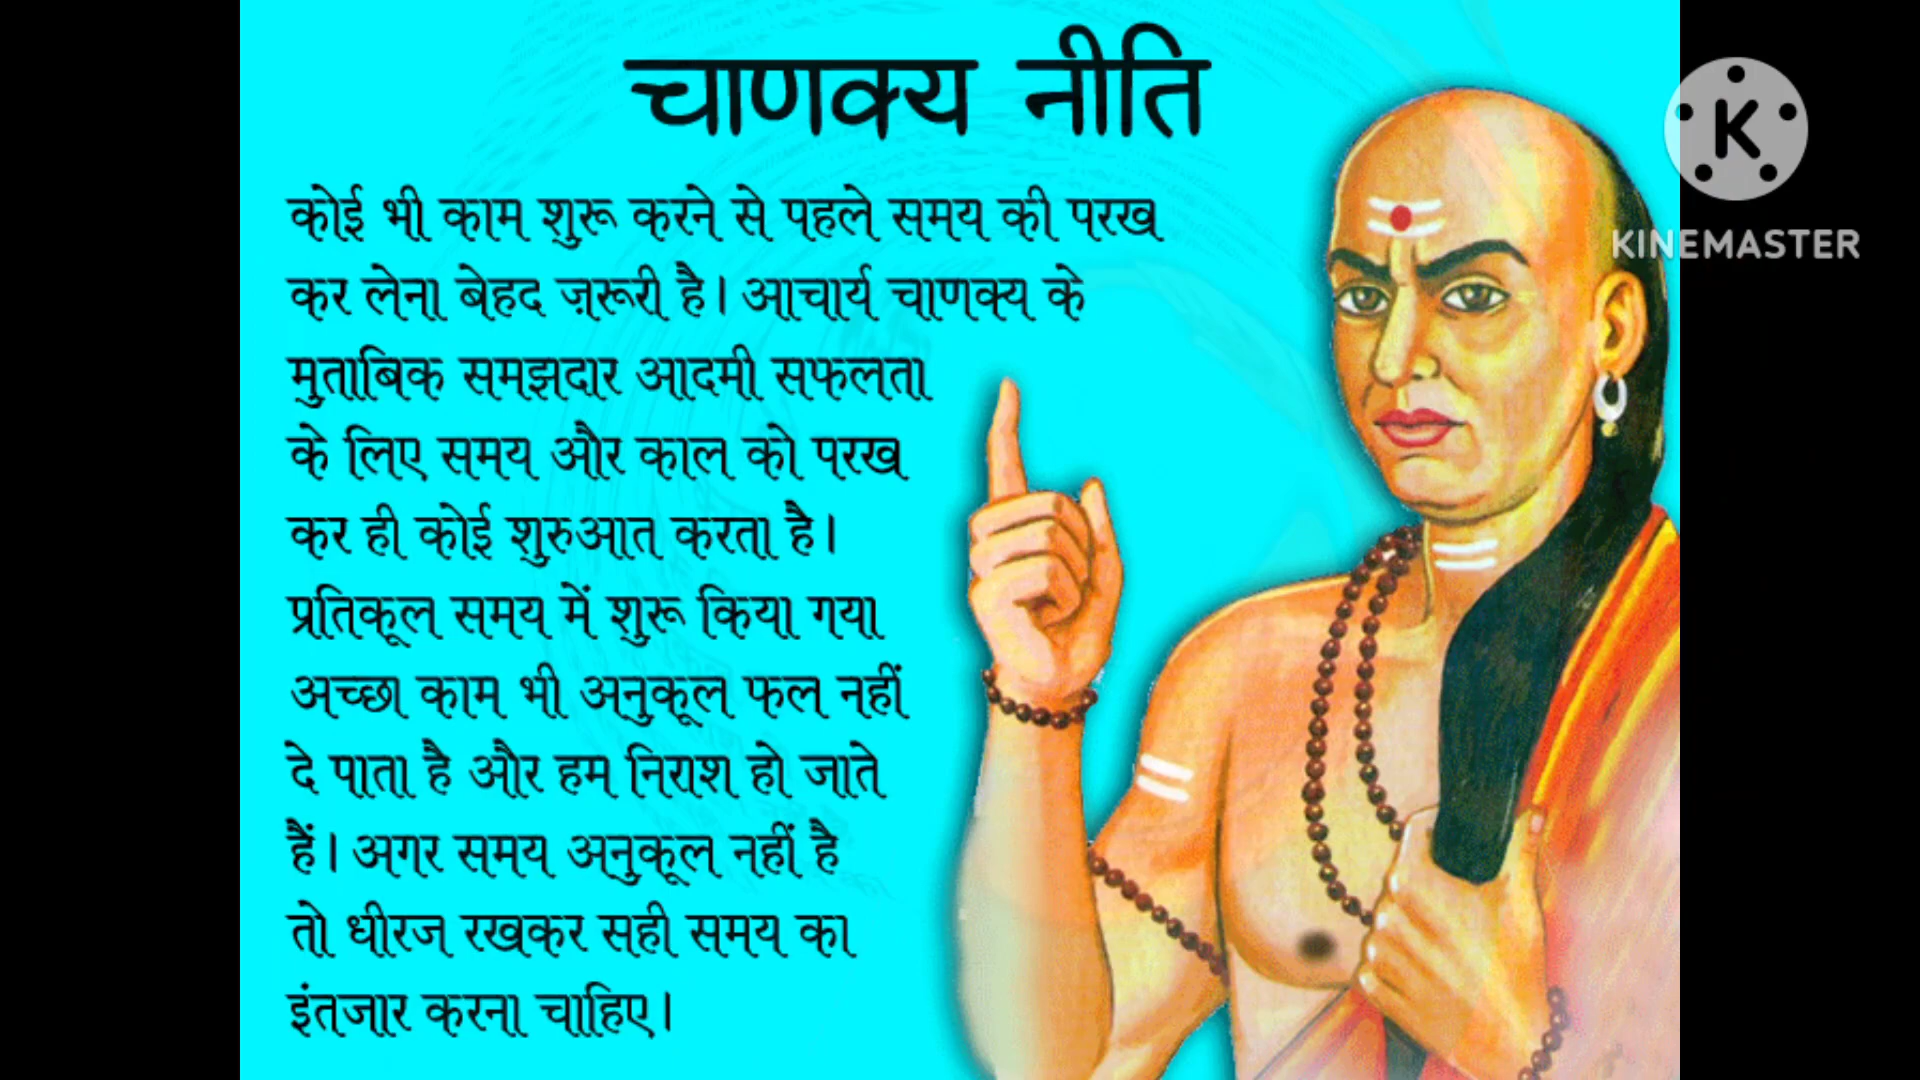 चाणक्य नीति
कोई भी काम शुरू करने से पहले समय की परख
कर लेना बेहद ज़रूरी है। आचार्य चाणक्य के
मुताबिक समझदार आदमी सफलता
के लिए समय और काल को परख
कर ही कोई शुरुआत करता है।
प्रतिकूल समय में शुरू किया गया
अच्छा काम भी अनुकूल फल नहीं
दे पाता है और हम निराश हो जाते
हैं। अगर समय अनुकूल नहीं है
तो धीरज रखकर सही समय का
इंतजार करना चाहिए।
K
KINEMASTER